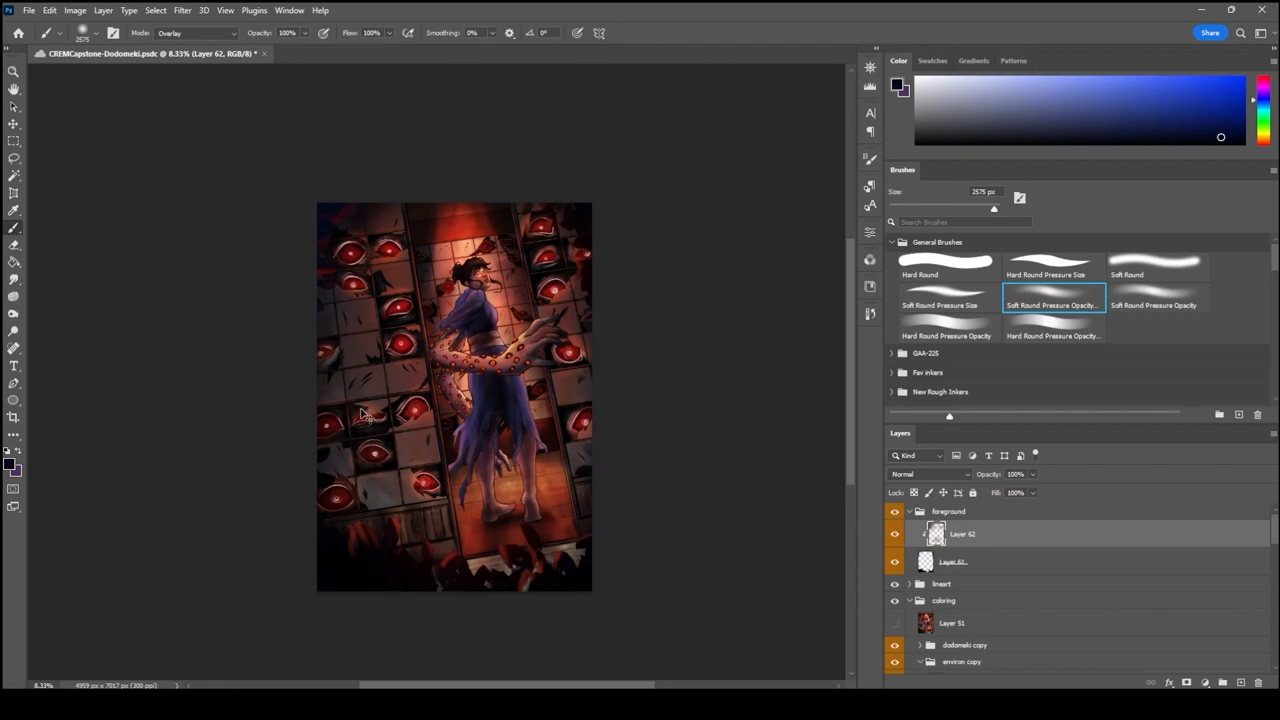 Ps File Edit Image Layer Type Select Filter 3D View Plugins Window Help
2575 Mode: Overlay Opacity: 100% Flow: 100% Smoothing: 0% 0° Share
CREMCapstone-Dodomeki.psdc @ 8.33% (Layer 62, RGB/8) * ×
Color Swatches Gradients Patterns
Brushes
Size: 2575 px
Search Brushes
General Brushes
Hard Round Hard Round Pressure Size Soft Round
Soft Round Pressure Size Soft Round Pressure Opacity... Soft Round Pressure Opacity
Hard Round Pressure Opacity Hard Round Pressure Opacity...
GAA-225
Fav inkers
New Rough Inkers
Layers
Kind
Normal Opacity: 100%
Lock: Fill: 100%
foreground
Layer 62
Layer 61
lineart
coloring
Layer 51
dodomeki copy
environ copy
8.33% 4959 px x 7017 px (300 ppi)